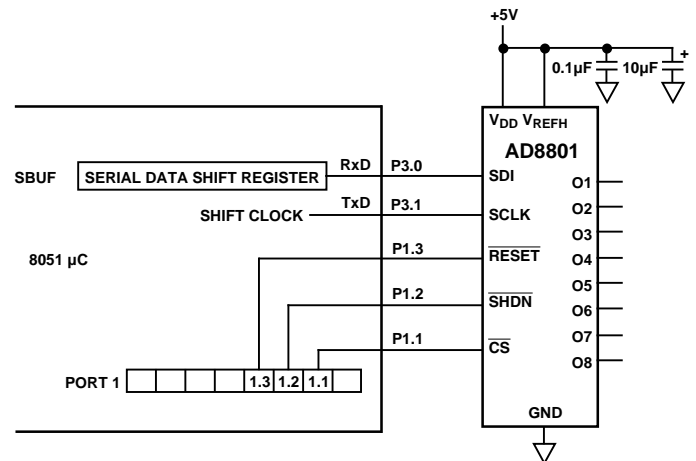 +5V
0.1µF 10µF +
VDD VREFH
AD8801
SBUF SERIAL DATA SHIFT REGISTER RxD P3.0 SDI
O1
SHIFT CLOCK TxD P3.1 SCLK
O2
O3
8051 µC P1.3 RESET
O4
O5
P1.2 SHDN
O6
O7
P1.1 CS
O8
PORT 1 1.3 1.2 1.1
GND